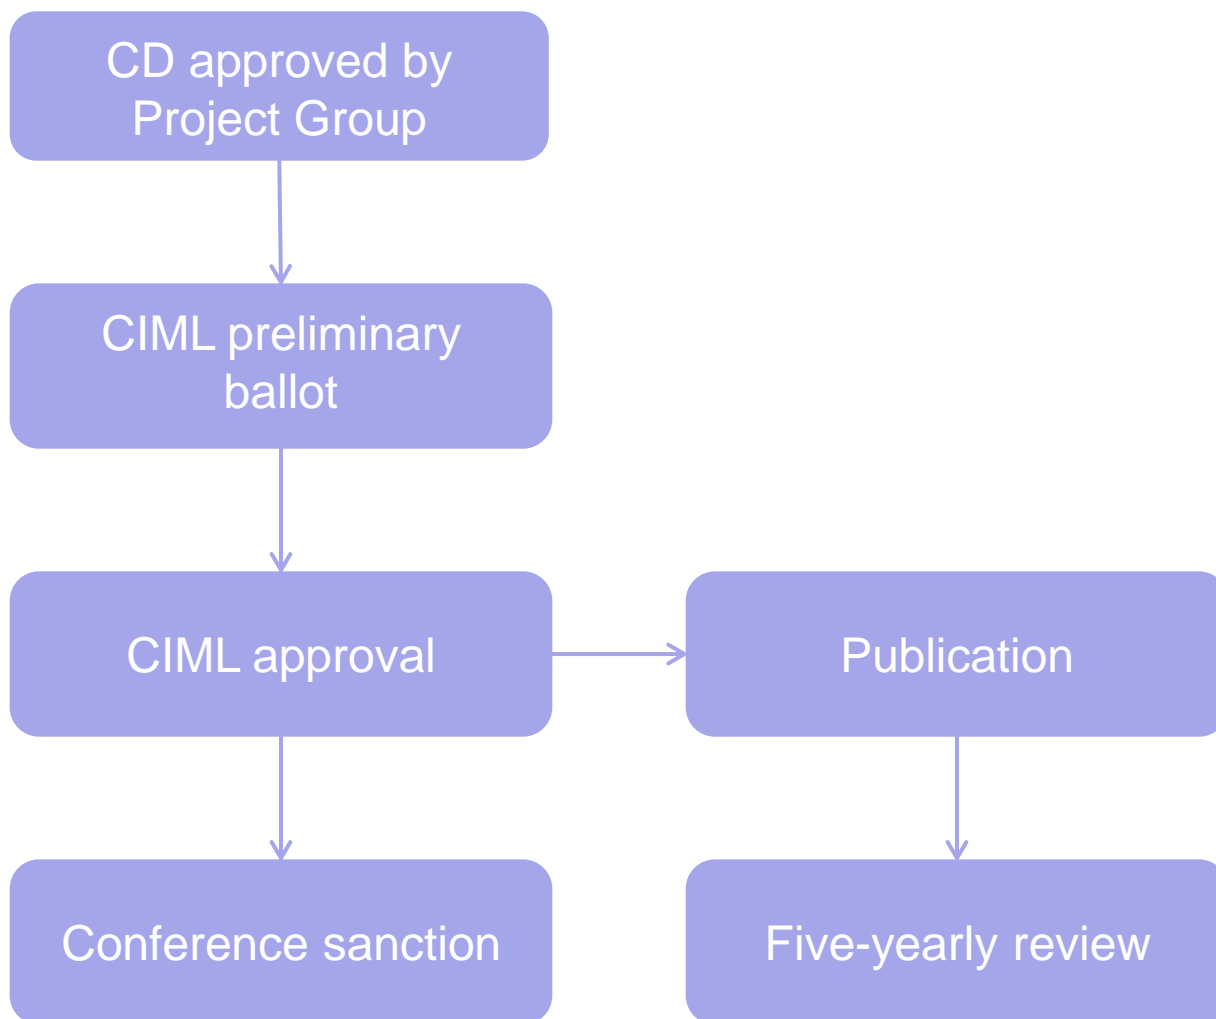 CD approved by
Project Group
CIML preliminary
ballot
CIML approval
Publication
Conference sanction
Five-yearly review